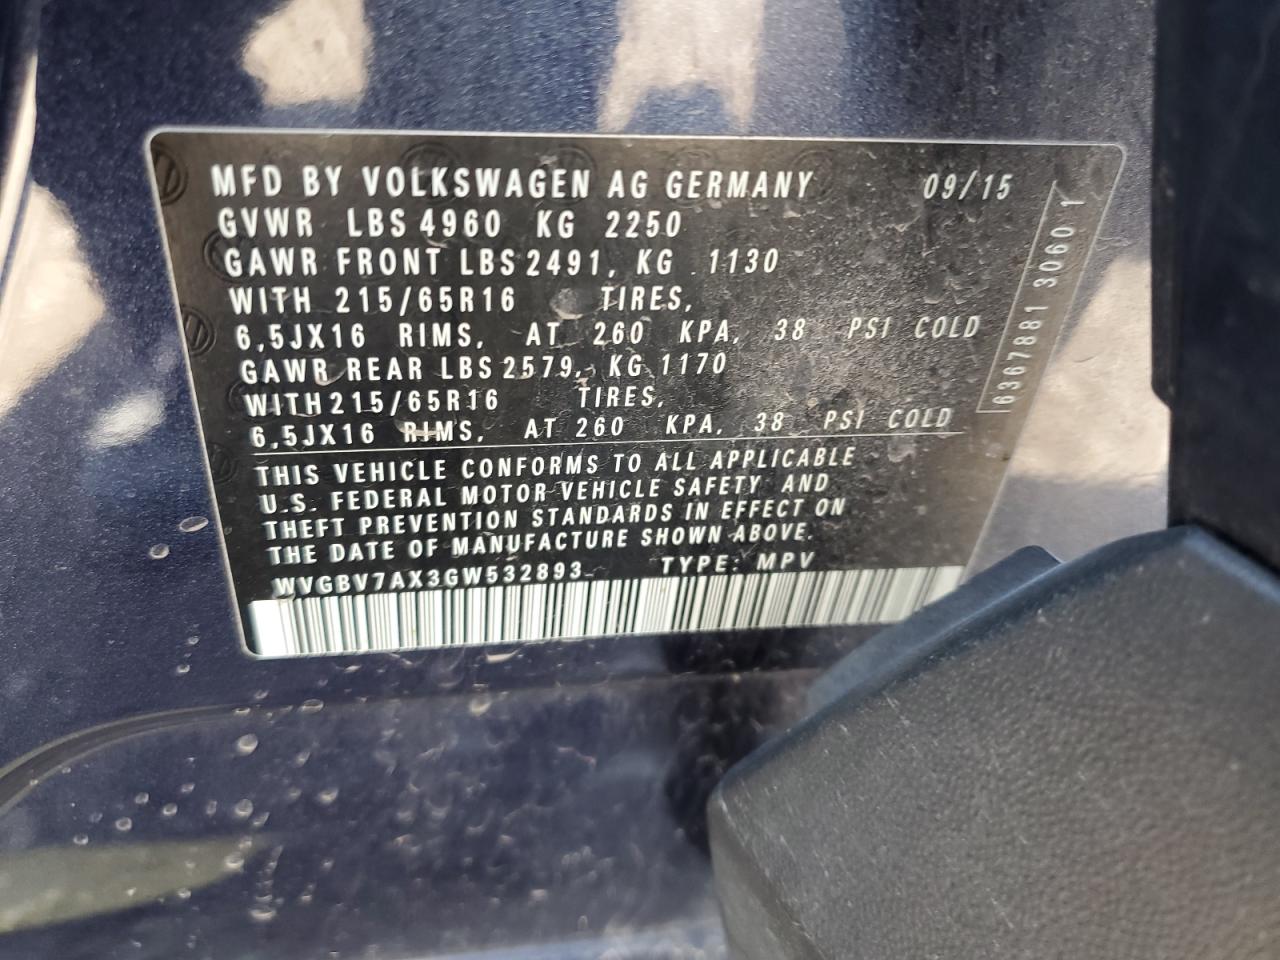 MFD BY VOLKSWAGEN AG GERMANY 09/15
GVWR LBS 4960 KG 2250
GAWR FRONT LBS 2491, KG 1130
WITH 215/65R16 TIRES,
6,5JX16 RIMS, AT 260 KPA, 38 PSI COLD
GAWR REAR LBS 2579, KG 1170
WITH 215/65R16 TIRES,
6,5JX16 RIMS, AT 260 KPA, 38 PSI COLD
THIS VEHICLE CONFORMS TO ALL APPLICABLE
U.S. FEDERAL MOTOR VEHICLE SAFETY AND
THEFT PREVENTION STANDARDS IN EFFECT ON
THE DATE OF MANUFACTURE SHOWN ABOVE.
WVGBV7AX3GW532893 TYPE: MPV
6367881 3060 1